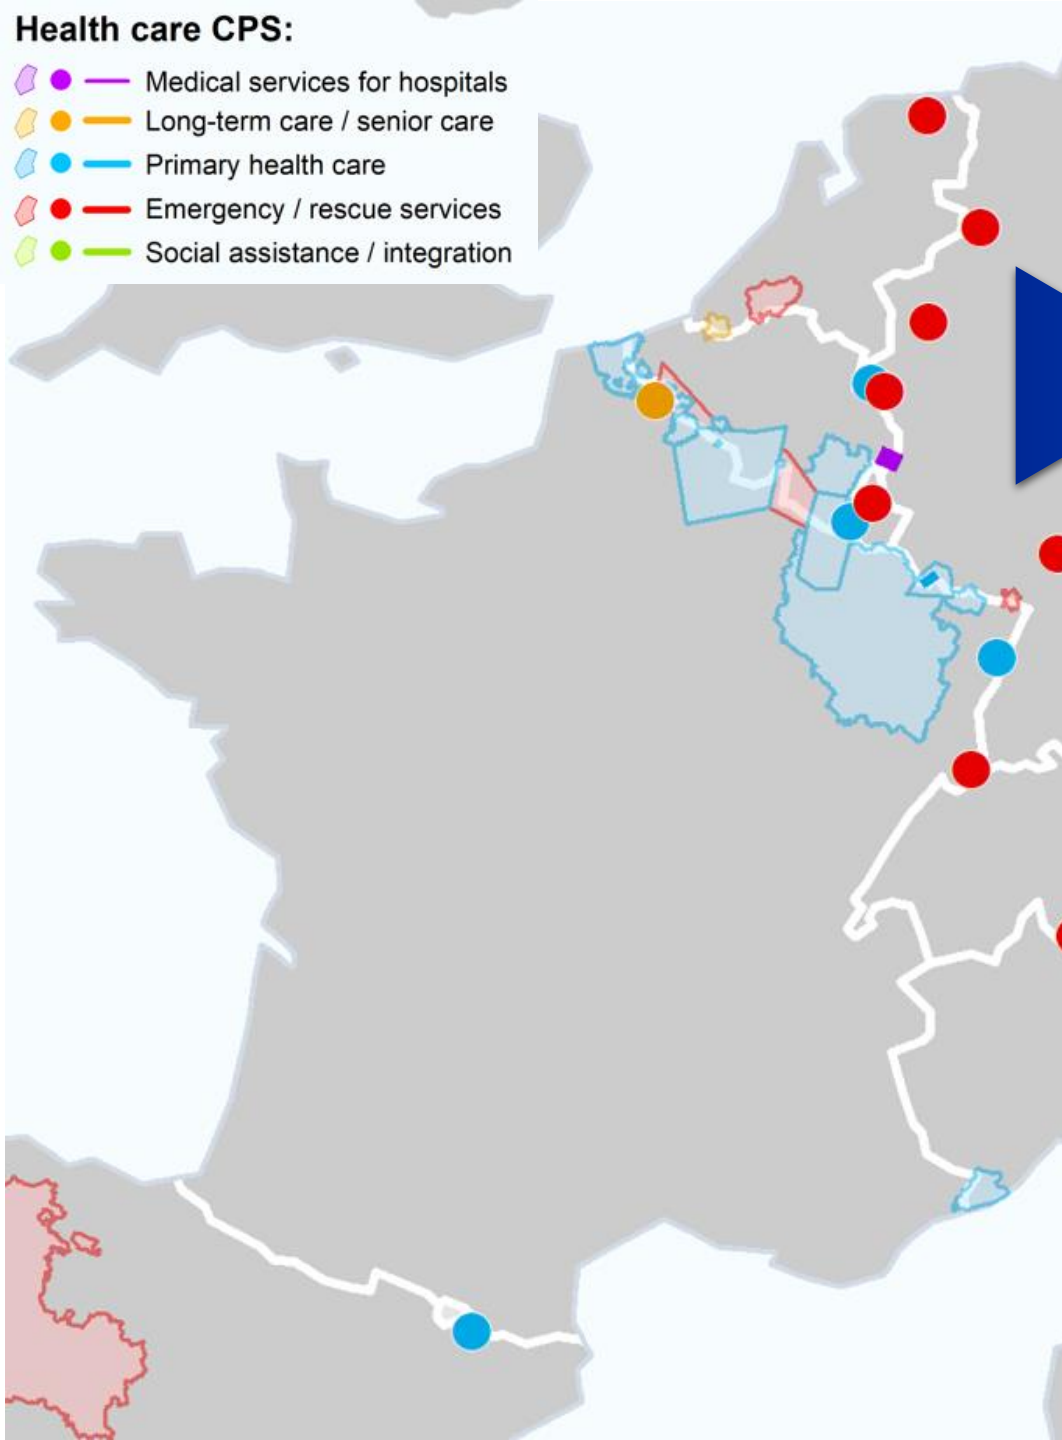 Health care CPS:
Medical services for hospitals
Long-term care / senior care
Primary health care
Emergency / rescue services
Social assistance / integration